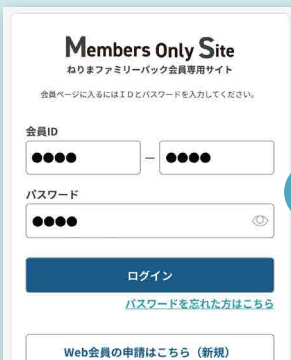 Members Only Site
ねりまファミリーパック会員専用サイト
会員ページに入るにはＩＤとパスワードを入力してください。
会員ID
●●●● － ●●●●
パスワード
●●●●
ログイン
パスワードを忘れた方はこちら
Web会員の申請はこちら（新規）